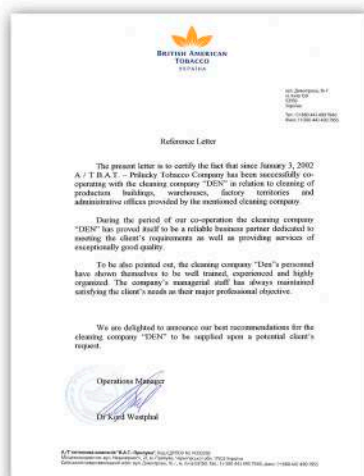 BRITISH AMERICAN
TOBACCO
УКРАЇНА
Reference Letter
The present letter is to certify the fact that since January 3, 2002
A / T B.A.T. – Prilucky Tobacco Company has been successfully co-
operating with the cleaning company "DEN" in relation to cleaning of
production buildings, warehouses, factory territories and
administrative offices provided by the mentioned cleaning company.
During the period of our co-operation the cleaning company
"DEN" has proved itself to be a reliable business partner dedicated to
meeting the client's requirements as well as providing services of
exceptionally good quality.
To be also pointed out, the cleaning company "Den"s personnel
have shown themselves to be well trained, experienced and highly
organized. The company's managerial staff has always maintained
satisfying the client's needs as their major professional objective.
We are delighted to announce our best recommendations for the
cleaning company "DEN" to be supplied upon a potential client's
request.
Operations Manager
Dr Kord Westphal